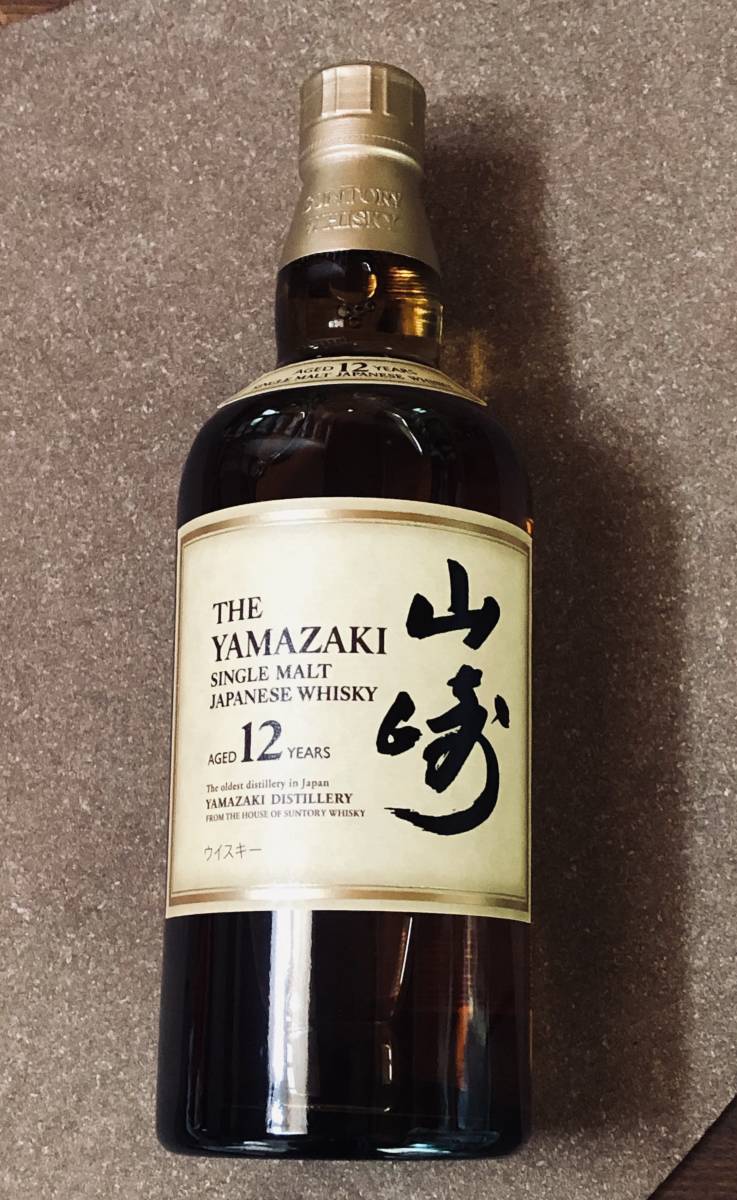 SUNTORY
WHISKY
AGED 12 YEARS
SINGLE MALT JAPANESE WHISKY
THE
YAMAZAKI
SINGLE MALT
JAPANESE WHISKY
AGED 12 YEARS
The oldest distillery in Japan
YAMAZAKI DISTILLERY
FROM THE HOUSE OF SUNTORY WHISKY
ウイスキー
山崎